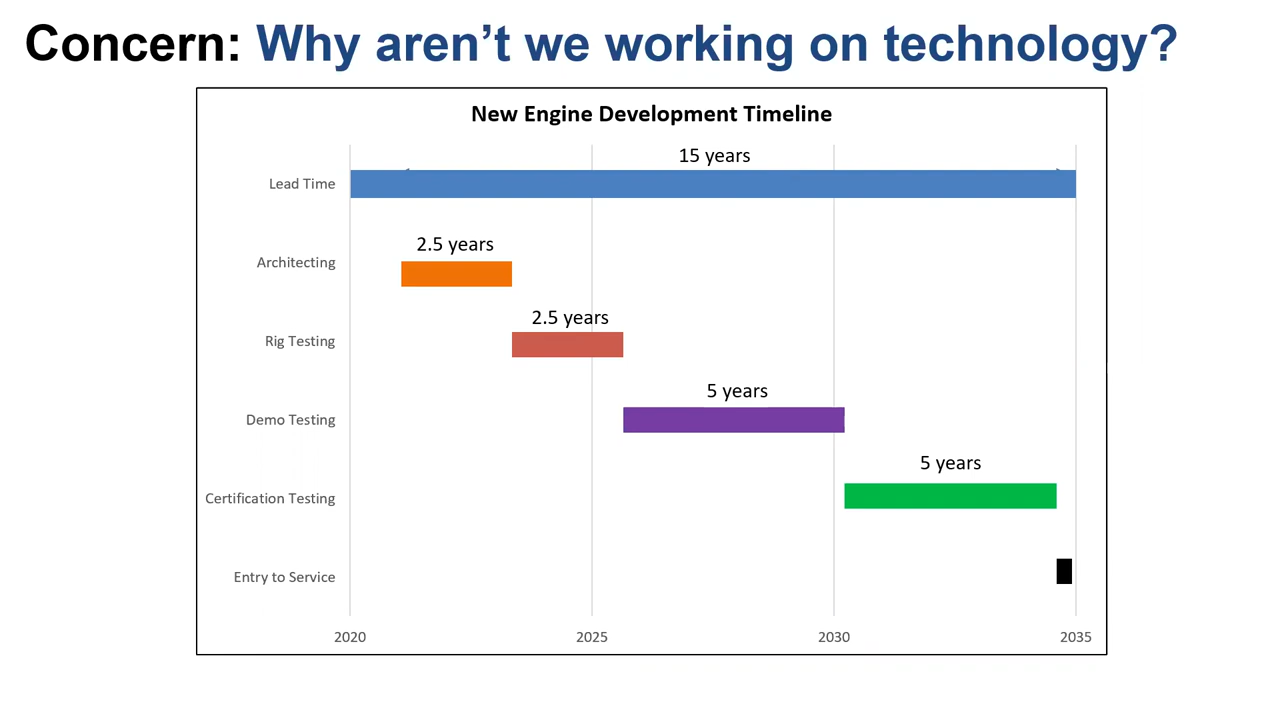 Concern: Why aren't we working on technology?
New Engine Development Timeline
15 years
Lead Time
2.5 years
Architecting
2.5 years
Rig Testing
5 years
Demo Testing
5 years
Certification Testing
Entry to Service
2020 2025 2030 2035